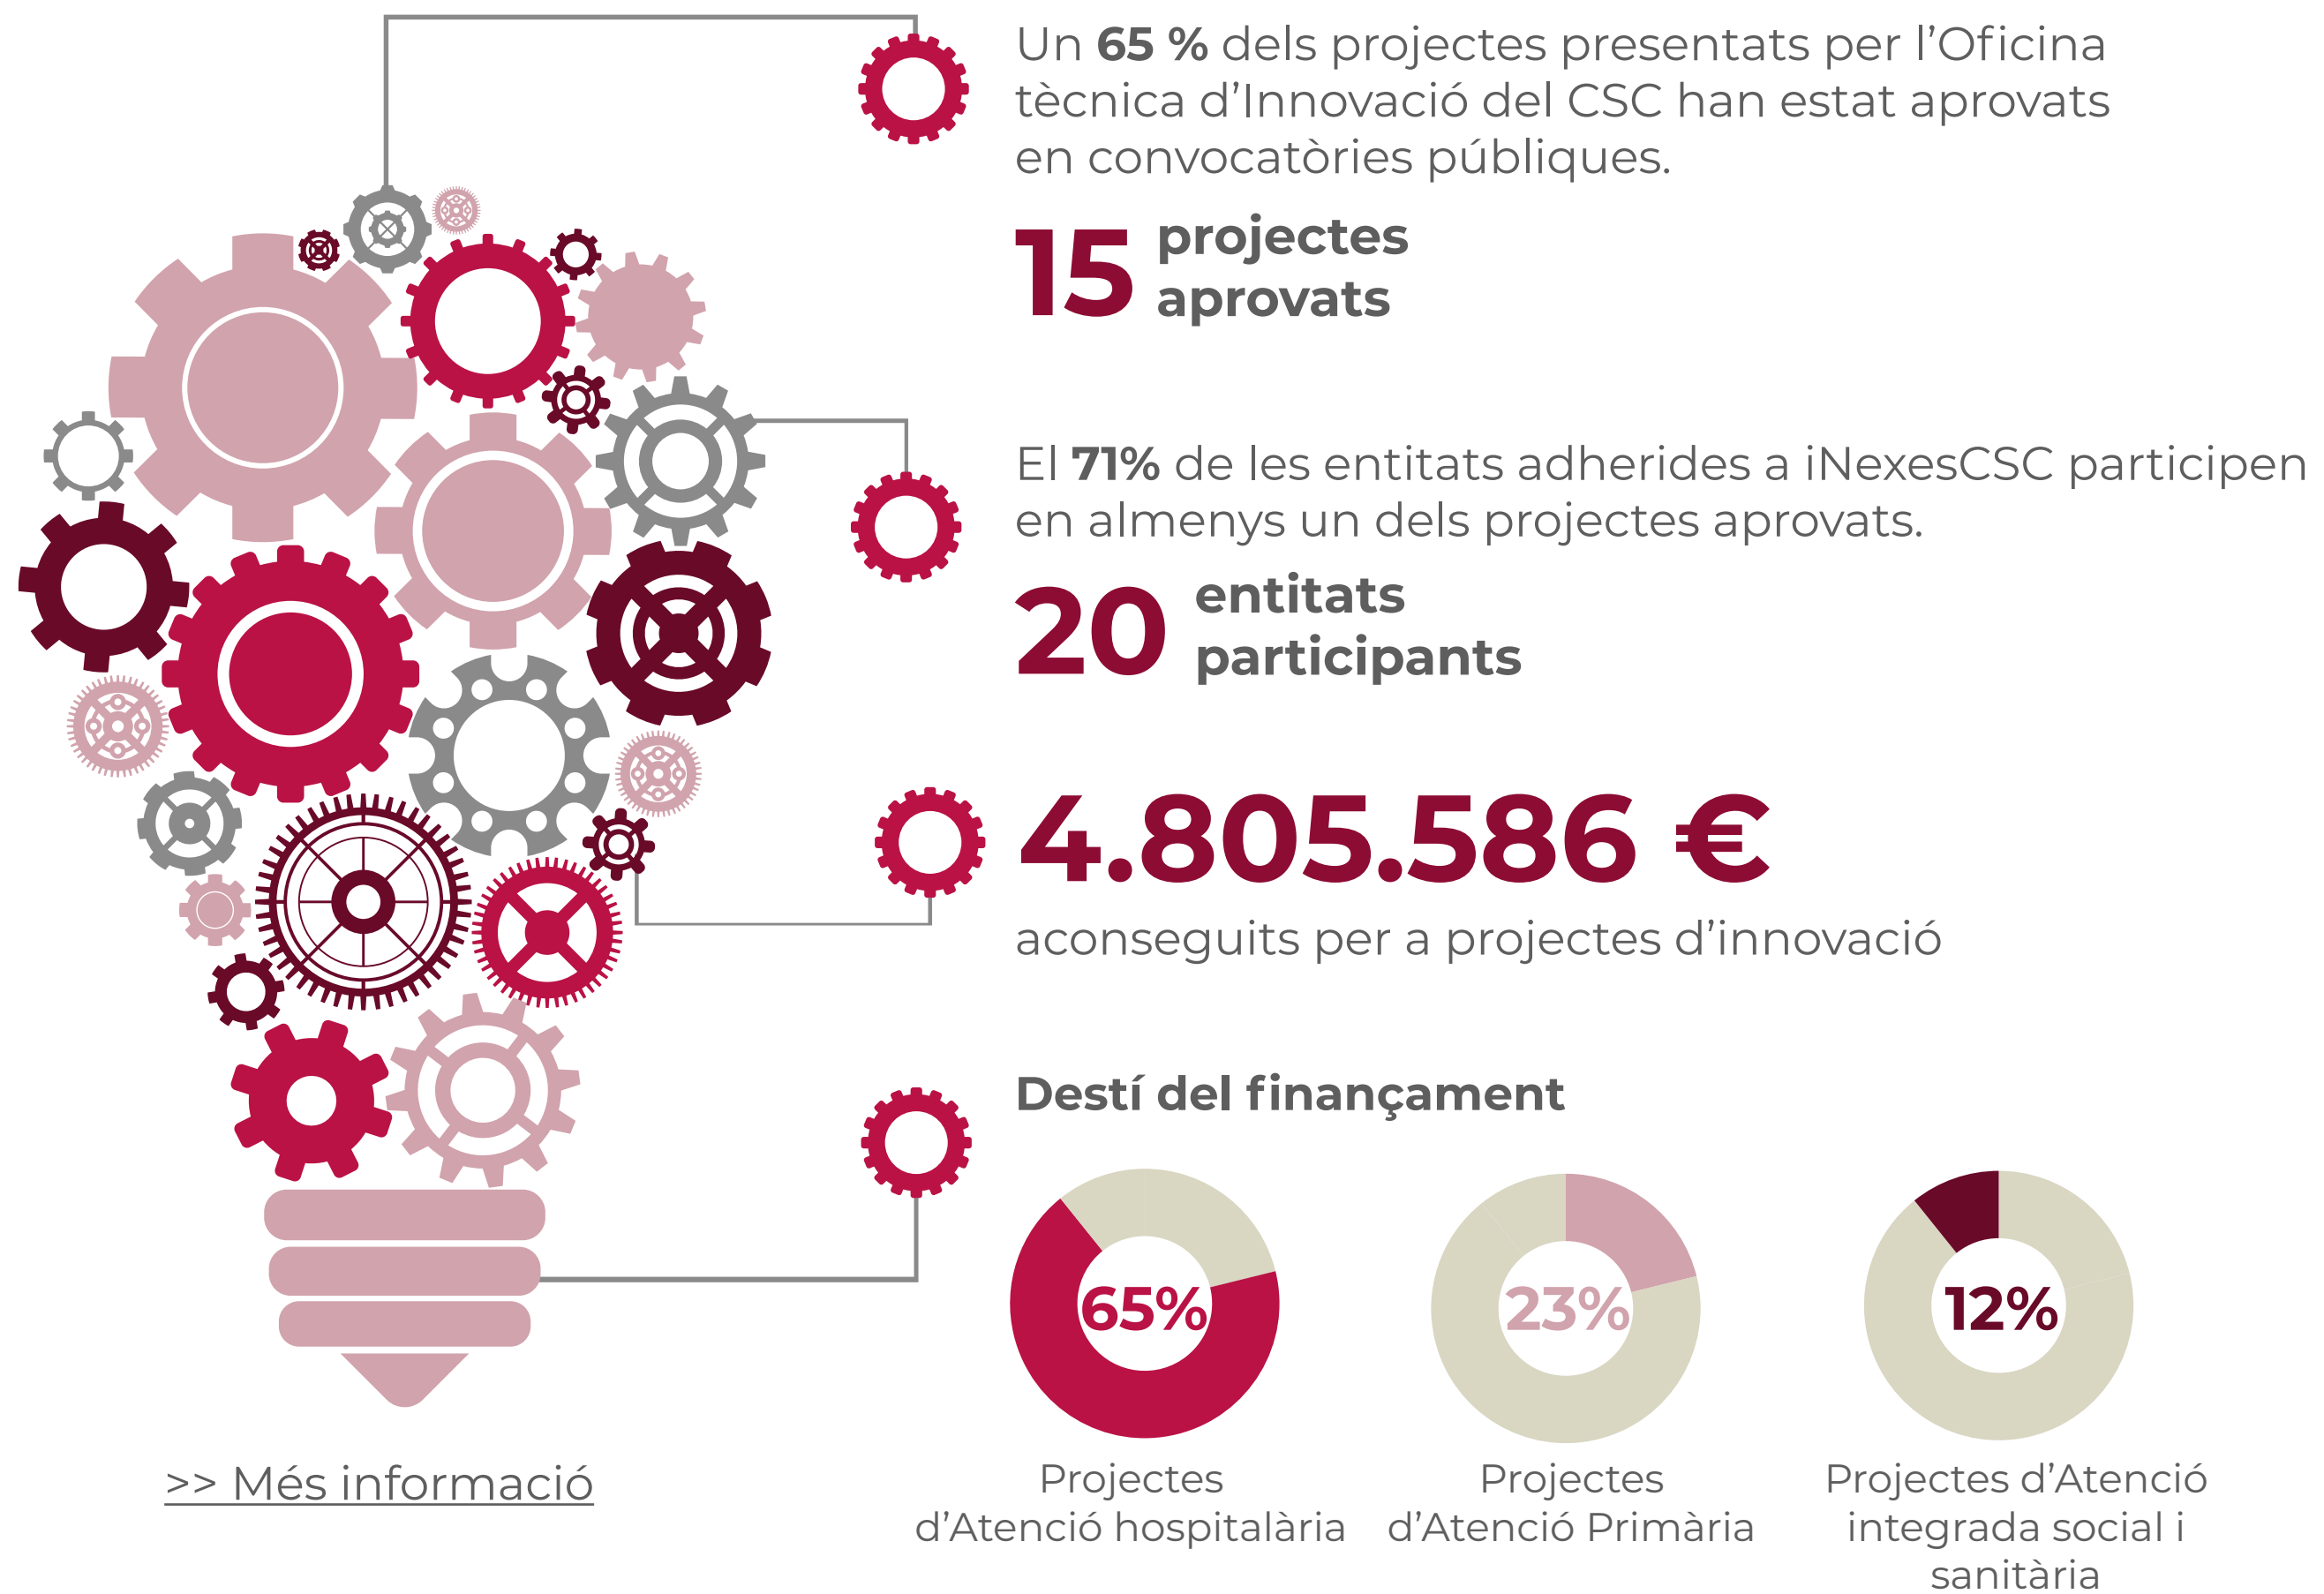 Un 65 % dels projectes presentats per l’Oficina
tècnica d’Innovació del CSC han estat aprovats
en convocatòries públiques.
15 projectes
aprovats
El 71% de les entitats adherides a iNexesCSC participen
en almenys un dels projectes aprovats.
20 entitats
participants
4.805.586 €
aconseguits per a projectes d’innovació
Destí del finançament
65%
Projectes
d’Atenció hospitalària
23%
Projectes
d’Atenció Primària
12%
Projectes d’Atenció
integrada social i
sanitària
>> Més informació